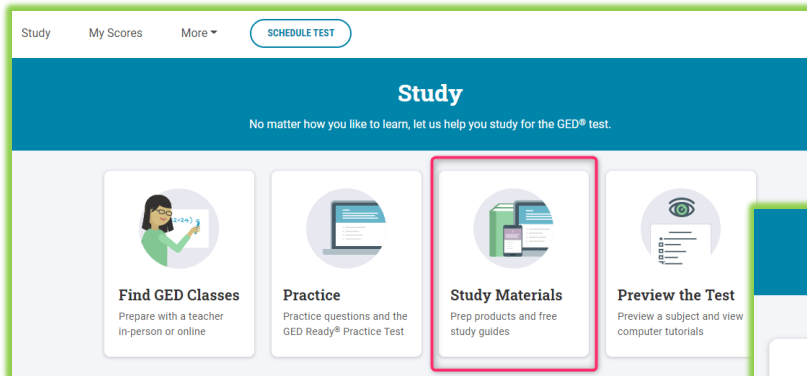 Study My Scores More SCHEDULE TEST
Study
No matter how you like to learn, let us help you study for the GED® test.
Find GED Classes
Prepare with a teacher
in-person or online
Practice
Practice questions and the
GED Ready® Practice Test
Study Materials
Prep products and free
study guides
Preview the Test
Preview a subject and view
computer tutorials